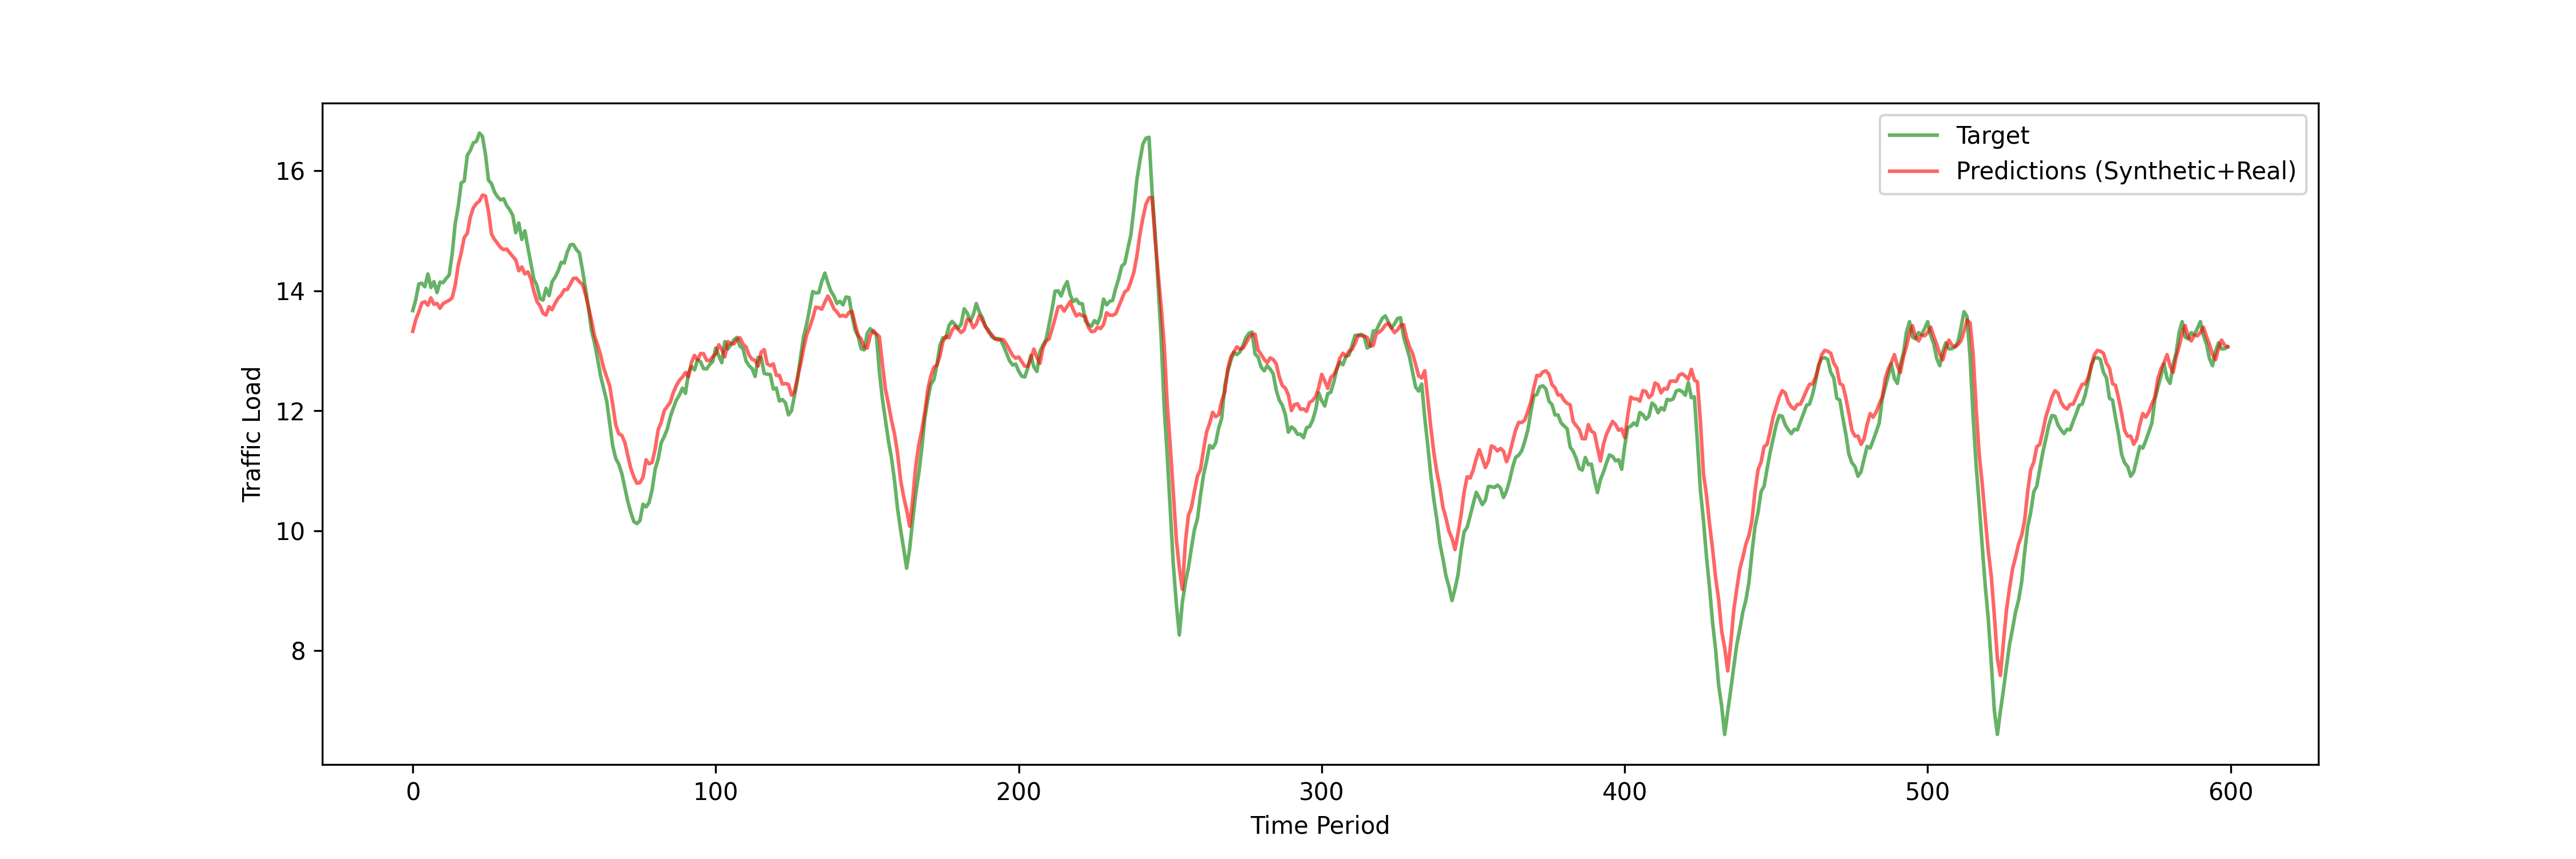 Target
Predictions (Synthetic+Real)
16
14
12
10
8
Traffic Load
0 100 200 300 400 500 600
Time Period